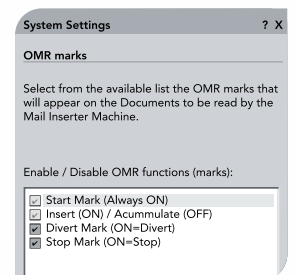 System Settings ? X
OMR marks
Select from the available list the OMR marks that
will appear on the Documents to be read by the
Mail Inserter Machine.
Enable / Disable OMR functions (marks):
Start Mark (Always ON)
Insert (ON) / Acummulate (OFF)
Divert Mark (ON=Divert)
Stop Mark (ON=Stop)